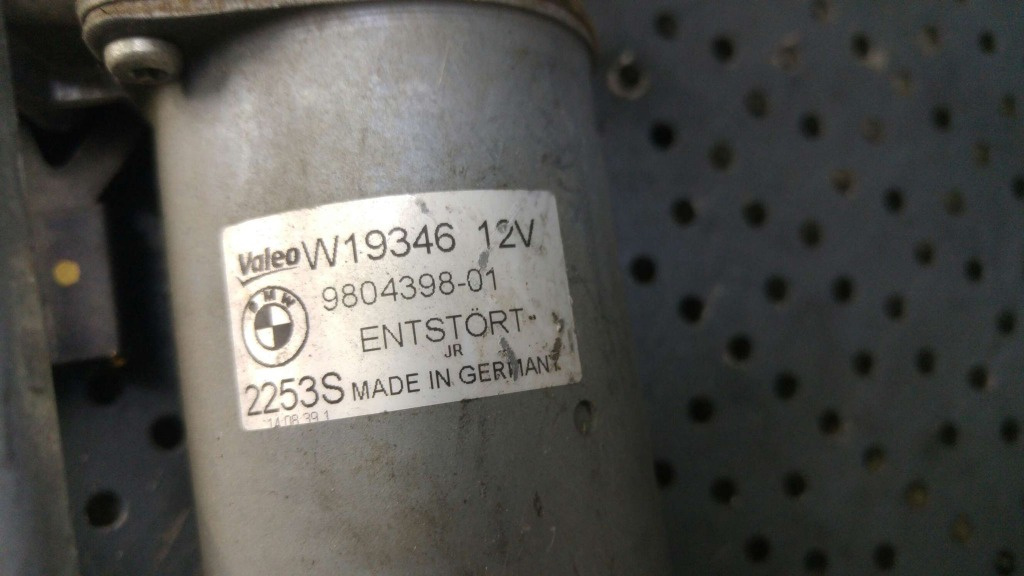 Valeo W19346 12V
BMW
9804398-01
ENTSTÖRT
JR
2253S MADE IN GERMANY